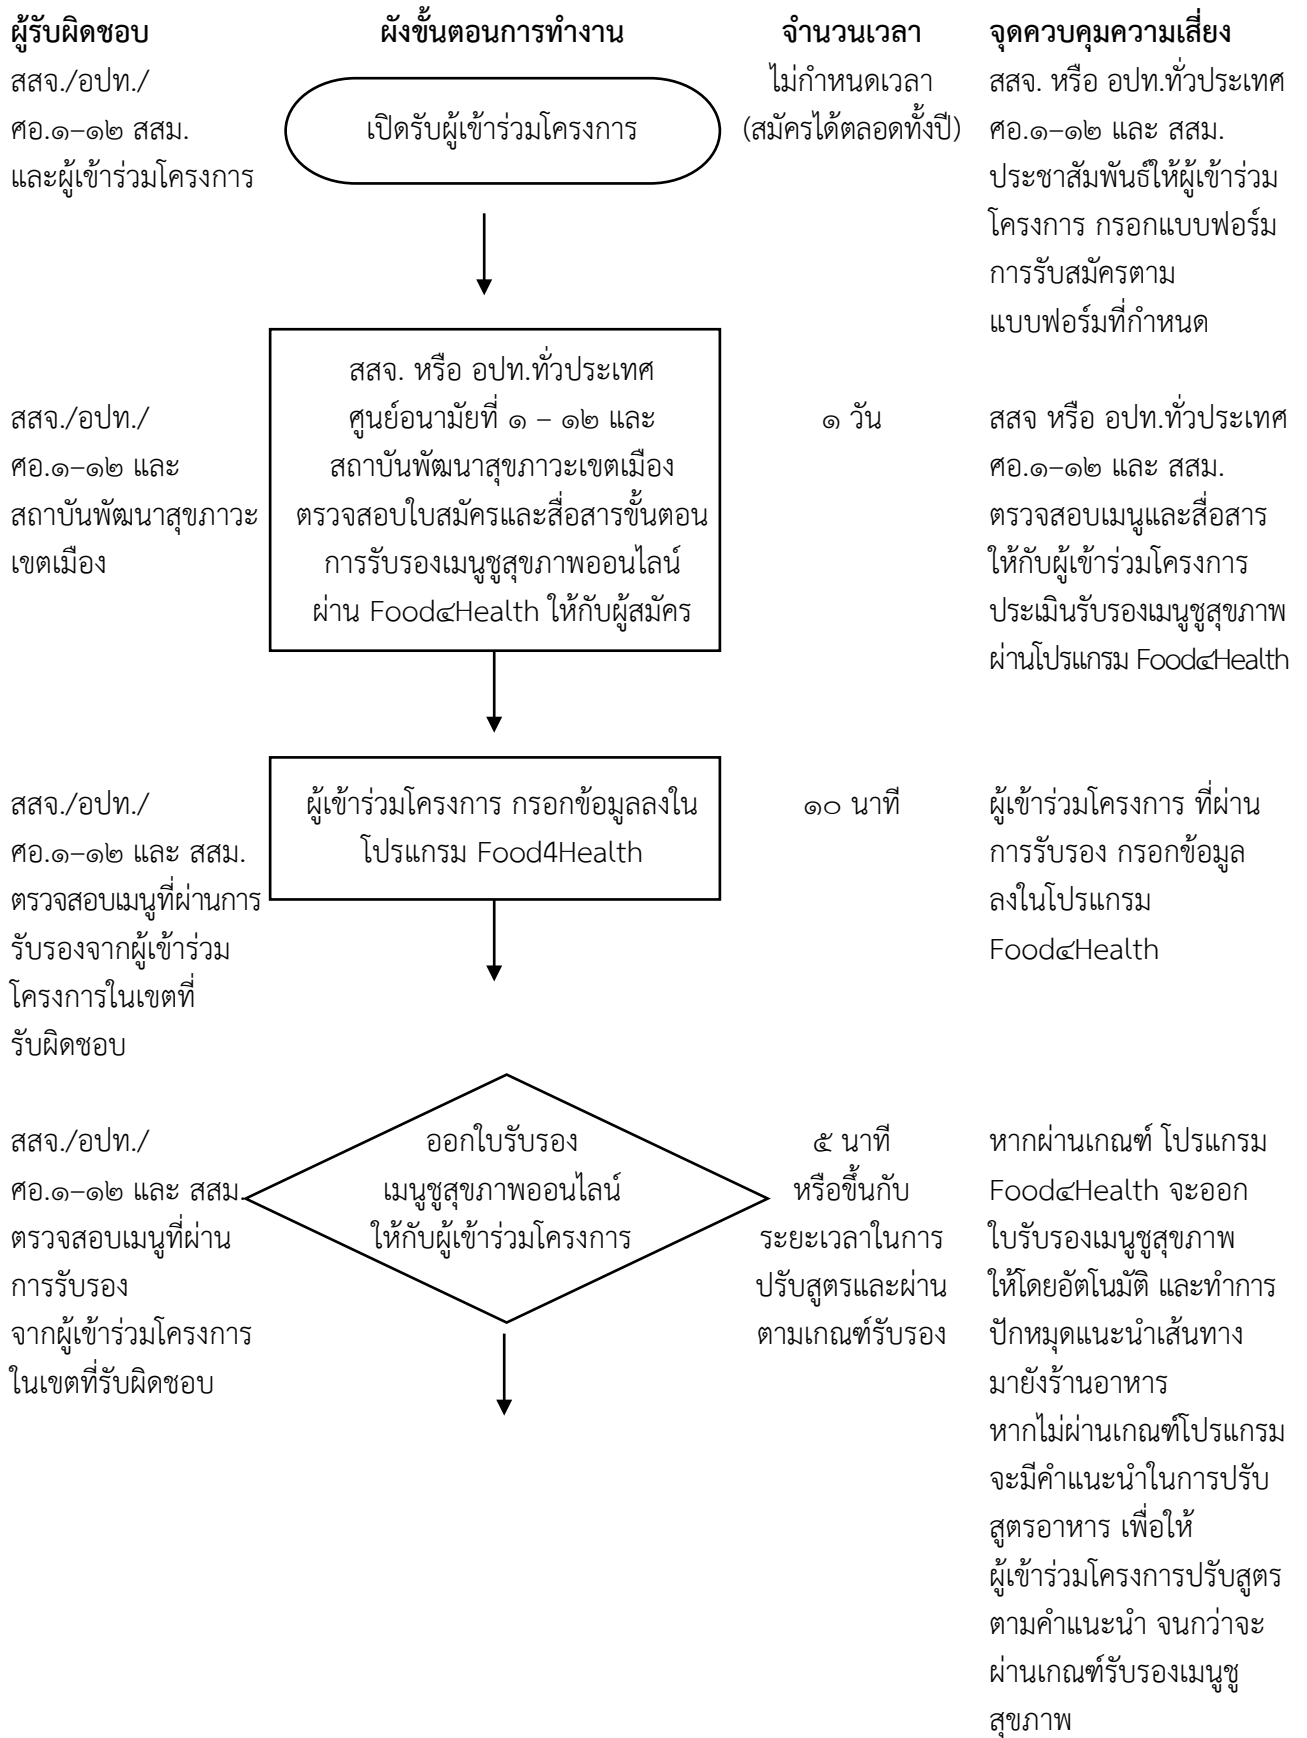 ผู้รับผิดชอบ
ผังขั้นตอนการทำงาน
จำนวนเวลา
จุดควบคุมความเสี่ยง
สสจ./อปท./
ศอ.๑–๑๒ สสม.
และผู้เข้าร่วมโครงการ
เปิดรับผู้เข้าร่วมโครงการ
ไม่กำหนดเวลา
(สมัครได้ตลอดทั้งปี)
สสจ. หรือ อปท.ทั่วประเทศ
ศอ.๑–๑๒ และ สสม.
ประชาสัมพันธ์ให้ผู้เข้าร่วม
โครงการ กรอกแบบฟอร์ม
การรับสมัครตาม
แบบฟอร์มที่กำหนด
สสจ./อปท./
ศอ.๑–๑๒ และ
สถาบันพัฒนาสุขภาวะ
เขตเมือง
สสจ. หรือ อปท.ทั่วประเทศ
ศูนย์อนามัยที่ ๑ – ๑๒ และ
สถาบันพัฒนาสุขภาวะเขตเมือง
ตรวจสอบใบสมัครและสื่อสารขั้นตอน
การรับรองเมนูชูสุขภาพออนไลน์
ผ่าน Food๔Health ให้กับผู้สมัคร
๑ วัน
สสจ หรือ อปท.ทั่วประเทศ
ศอ.๑–๑๒ และ สสม.
ตรวจสอบเมนูและสื่อสาร
ให้กับผู้เข้าร่วมโครงการ
ประเมินรับรองเมนูชูสุขภาพ
ผ่านโปรแกรม Food๔Health
สสจ./อปท./
ศอ.๑–๑๒ และ สสม.
ตรวจสอบเมนูที่ผ่านการ
รับรองจากผู้เข้าร่วม
โครงการในเขตที่
รับผิดชอบ
ผู้เข้าร่วมโครงการ กรอกข้อมูลลงใน
โปรแกรม Food4Health
๑๐ นาที
ผู้เข้าร่วมโครงการ ที่ผ่าน
การรับรอง กรอกข้อมูล
ลงในโปรแกรม
Food๔Health
สสจ./อปท./
ศอ.๑–๑๒ และ สสม.
ตรวจสอบเมนูที่ผ่าน
การรับรอง
จากผู้เข้าร่วมโครงการ
ในเขตที่รับผิดชอบ
ออกใบรับรอง
เมนูชูสุขภาพออนไลน์
ให้กับผู้เข้าร่วมโครงการ
๕ นาที
หรือขึ้นกับ
ระยะเวลาในการ
ปรับสูตรและผ่าน
ตามเกณฑ์รับรอง
หากผ่านเกณฑ์ โปรแกรม
Food๔Health จะออก
ใบรับรองเมนูชูสุขภาพ
ให้โดยอัตโนมัติ และทำการ
ปักหมุดแนะนำเส้นทาง
มายังร้านอาหาร
หากไม่ผ่านเกณฑ์โปรแกรม
จะมีคำแนะนำในการปรับ
สูตรอาหาร เพื่อให้
ผู้เข้าร่วมโครงการปรับสูตร
ตามคำแนะนำ จนกว่าจะ
ผ่านเกณฑ์รับรองเมนูชู
สุขภาพ